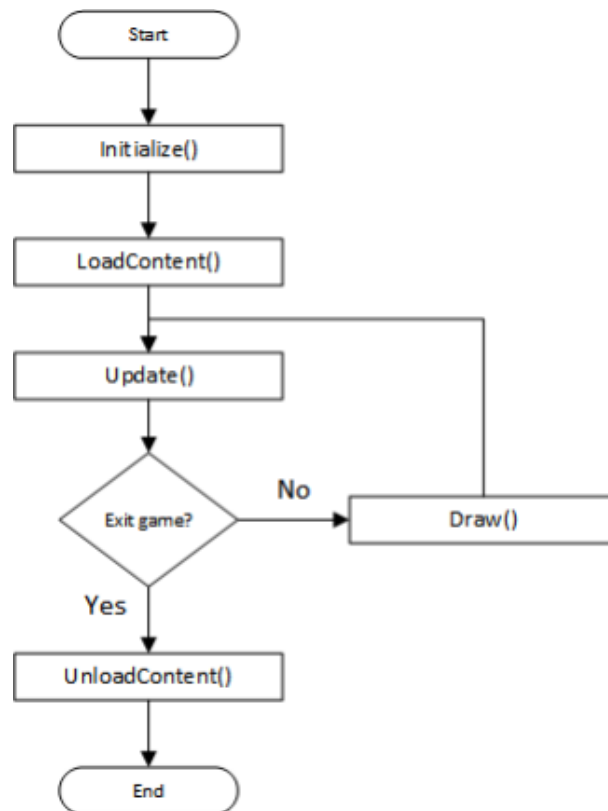 Start
Initialize()
LoadContent()
Update()
Exit game?
No
Draw()
Yes
UnloadContent()
End